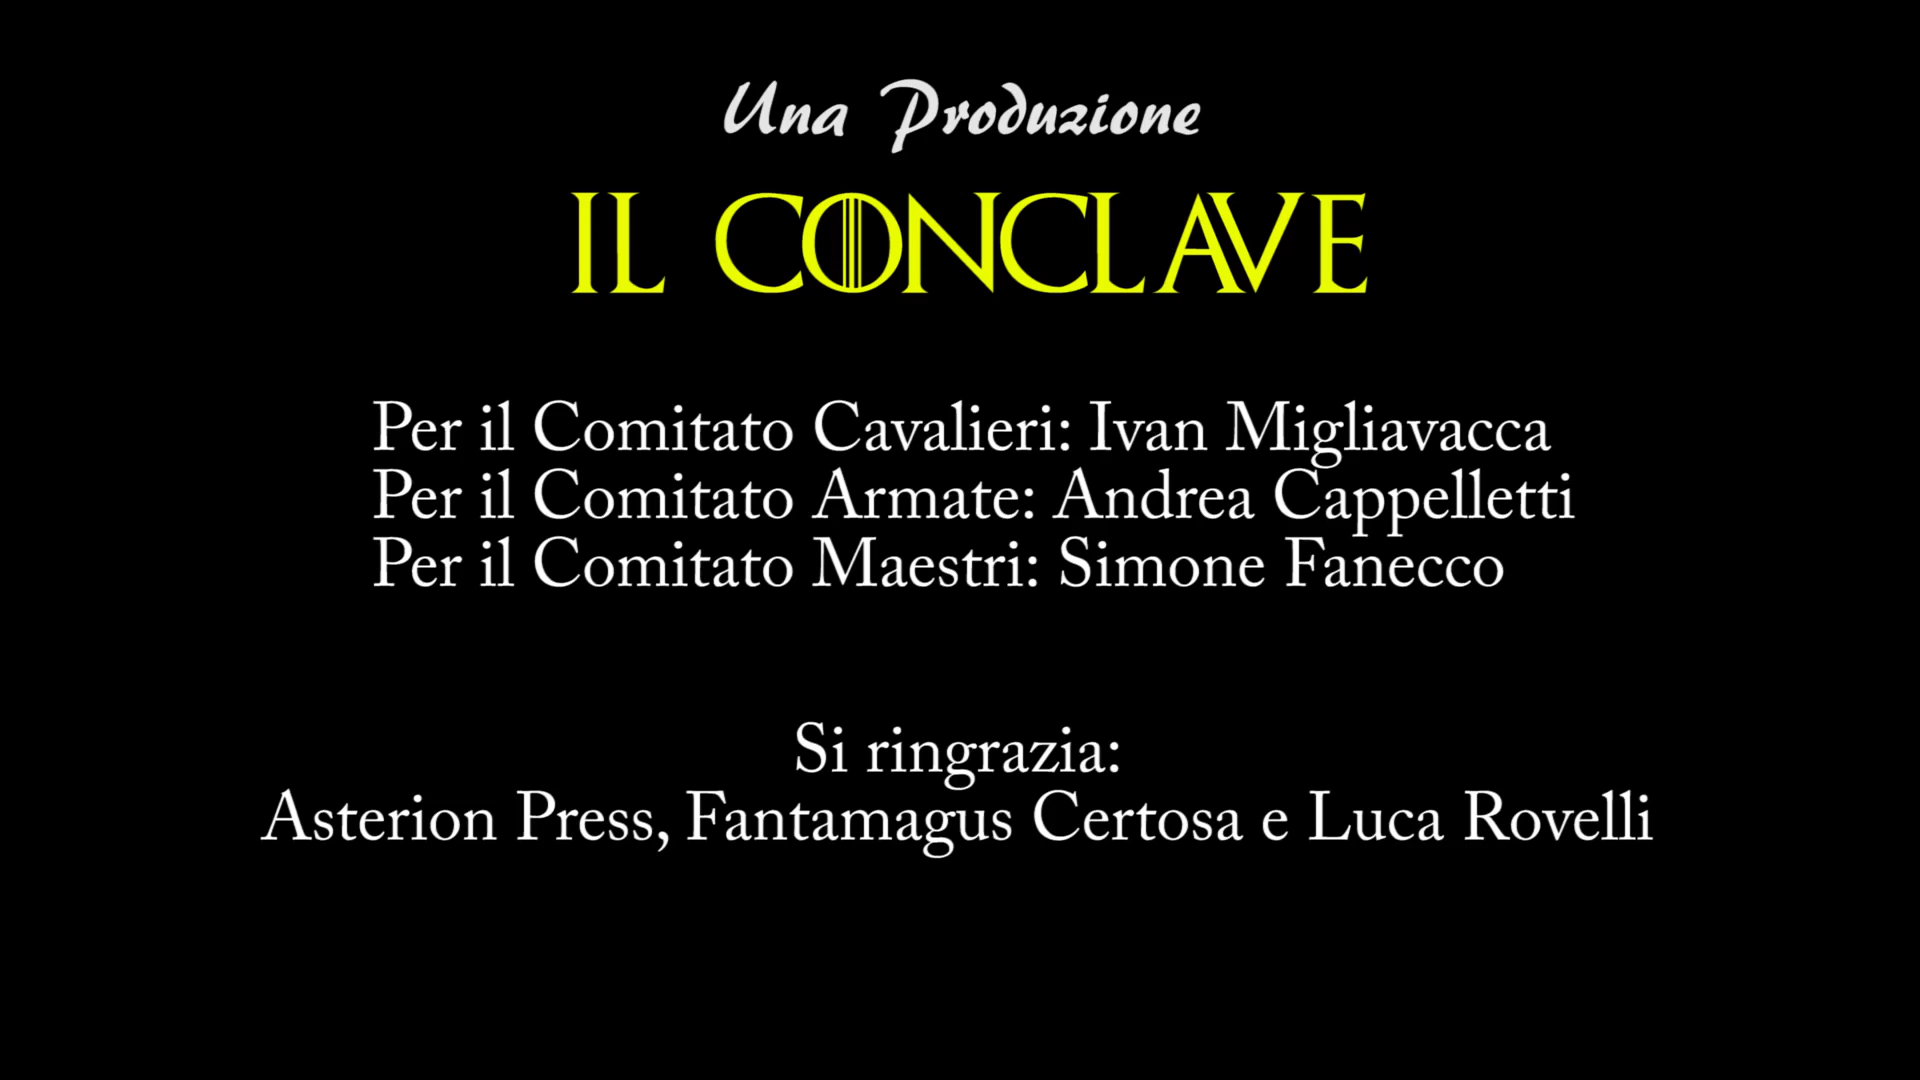 Una Produzione
IL CONCLAVE
Per il Comitato Cavalieri: Ivan Migliavacca
Per il Comitato Armate: Andrea Cappelletti
Per il Comitato Maestri: Simone Fanecco
Si ringrazia:
Asterion Press, Fantamagus Certosa e Luca Rovelli